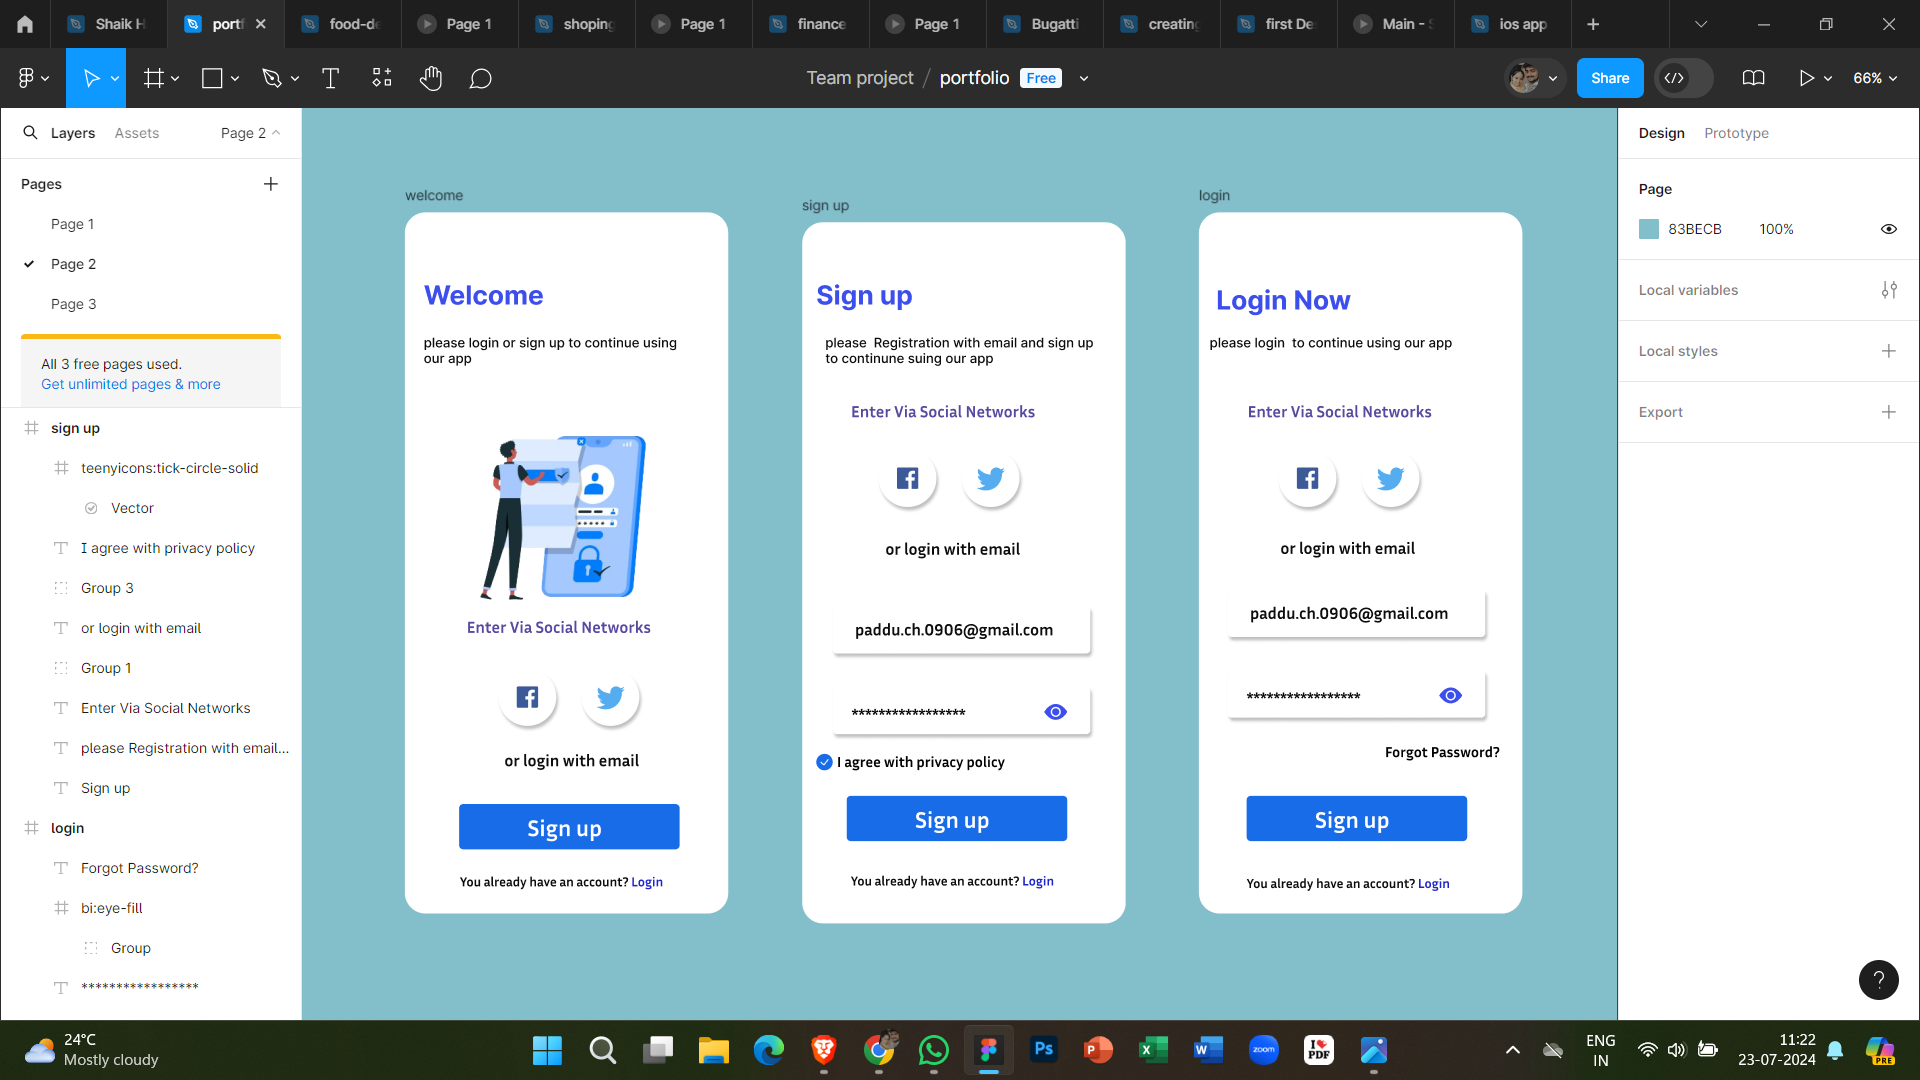 Shaik H
portf
food-de
Page 1
shoping
Page 1
finance
Page 1
Bugatti
creating
first De
Main - S
ios app
Team project / portfolio Free
Share
66%
Layers Assets Page 2
Pages
Page 1
Page 2
Page 3
All 3 free pages used.
Get unlimited pages & more
sign up
teenyicons:tick-circle-solid
Vector
I agree with privacy policy
Group 3
or login with email
Group 1
Enter Via Social Networks
please Registration with email...
Sign up
login
Forgot Password?
bi:eye-fill
Group
*****************
welcome
Welcome
please login or sign up to continue using
our app
Enter Via Social Networks
or login with email
Sign up
You already have an account? Login
sign up
Sign up
please Registration with email and sign up
to continune suing our app
Enter Via Social Networks
or login with email
paddu.ch.0906@gmail.com
*****************
I agree with privacy policy
Sign up
You already have an account? Login
login
Login Now
please login to continue using our app
Enter Via Social Networks
or login with email
paddu.ch.0906@gmail.com
*****************
Forgot Password?
Sign up
You already have an account? Login
Design Prototype
Page
83BECB 100%
Local variables
Local styles
Export
?
24°C
Mostly cloudy
Ps
P
X
W
zoom
I
PDF
ENG
IN
11:22
23-07-2024
PRE